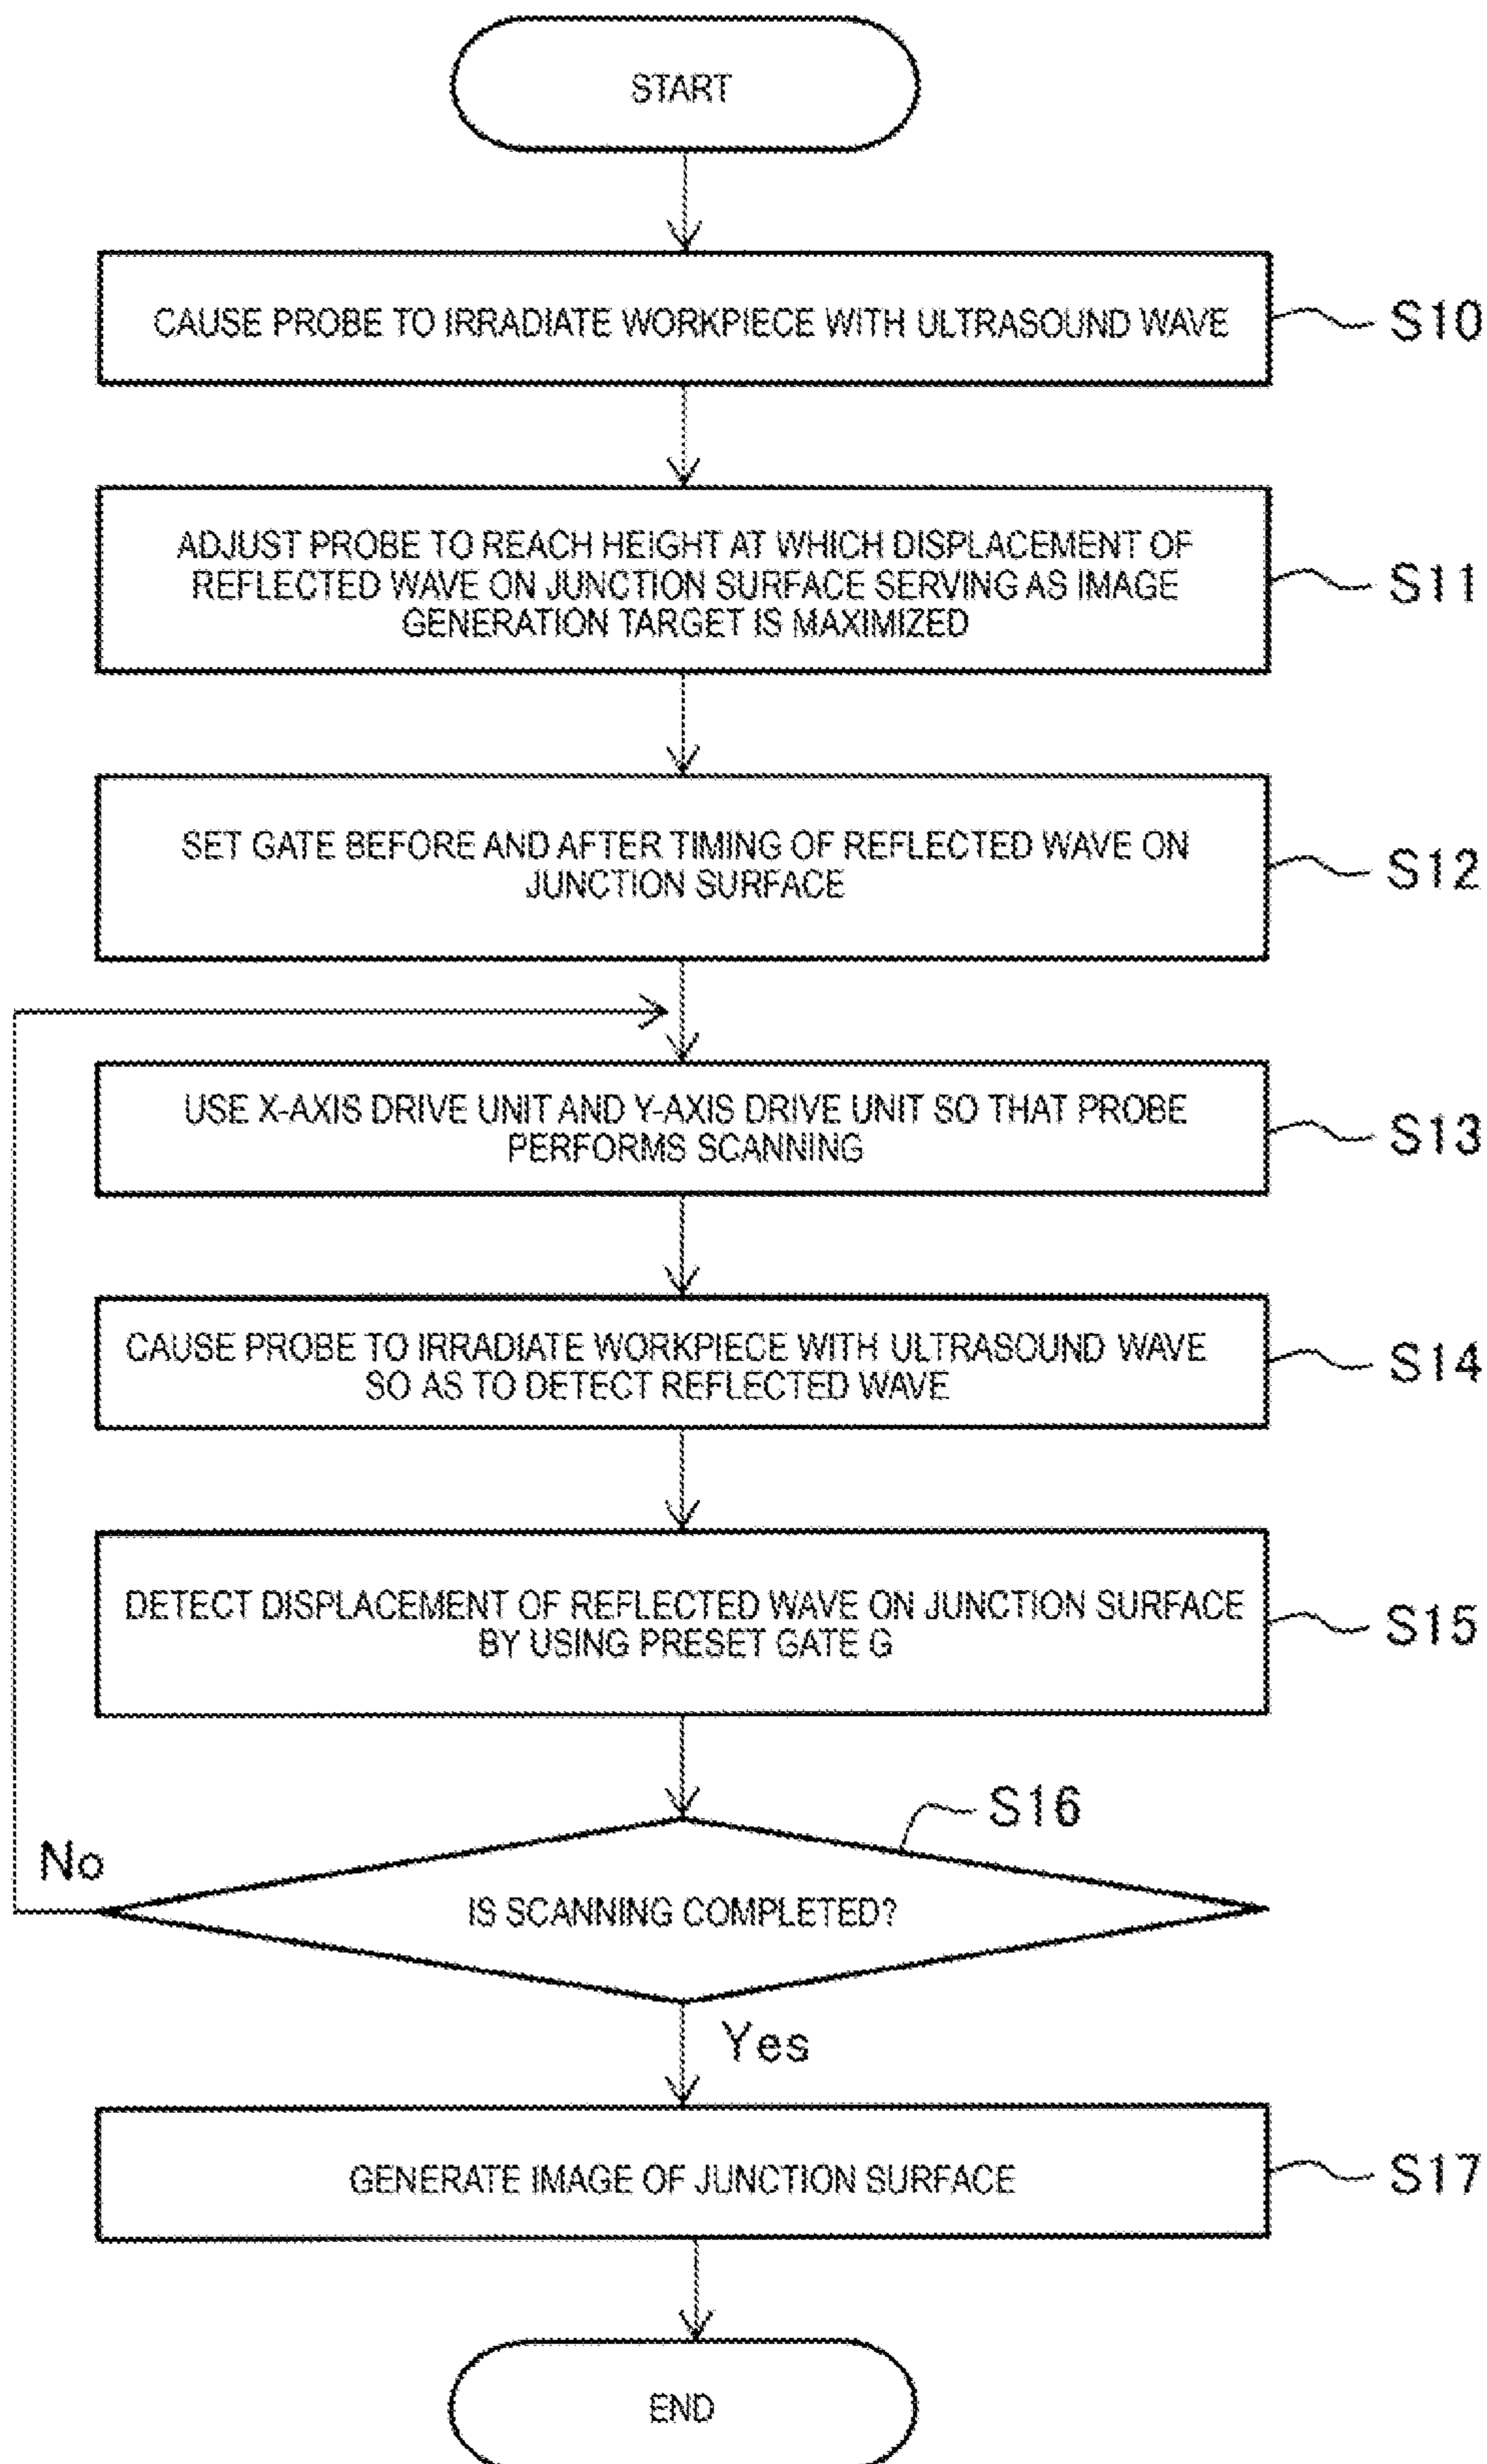 START
CAUSE PROBE TO IRRADIATE WORKPIECE WITH ULTRASOUND WAVE
S10
ADJUST PROBE TO REACH HEIGHT AT WHICH DISPLACEMENT OF
REFLECTED WAVE ON JUNCTION SURFACE SERVING AS IMAGE
GENERATION TARGET IS MAXIMIZED
S11
SET GATE BEFORE AND AFTER TIMING OF REFLECTED WAVE ON
JUNCTION SURFACE
S12
USE X-AXIS DRIVE UNIT AND Y-AXIS DRIVE UNIT SO THAT PROBE
PERFORMS SCANNING
S13
CAUSE PROBE TO IRRADIATE WORKPIECE WITH ULTRASOUND WAVE
SO AS TO DETECT REFLECTED WAVE
S14
DETECT DISPLACEMENT OF REFLECTED WAVE ON JUNCTION SURFACE
BY USING PRESET GATE G
S15
S16
No
IS SCANNING COMPLETED?
Yes
GENERATE IMAGE OF JUNCTION SURFACE
S17
END